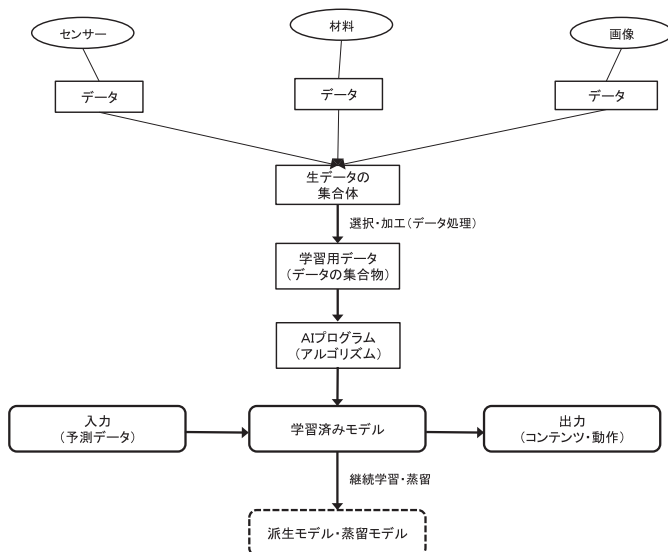 センサー
材料
画像
データ
データ
データ
生データの
集合体
選択・加工(データ処理)
学習用データ
(データの集合物)
AIプログラム
(アルゴリズム)
入力
(予測データ)
学習済みモデル
出力
(コンテンツ・動作)
継続学習・蒸留
派生モデル・蒸留モデル